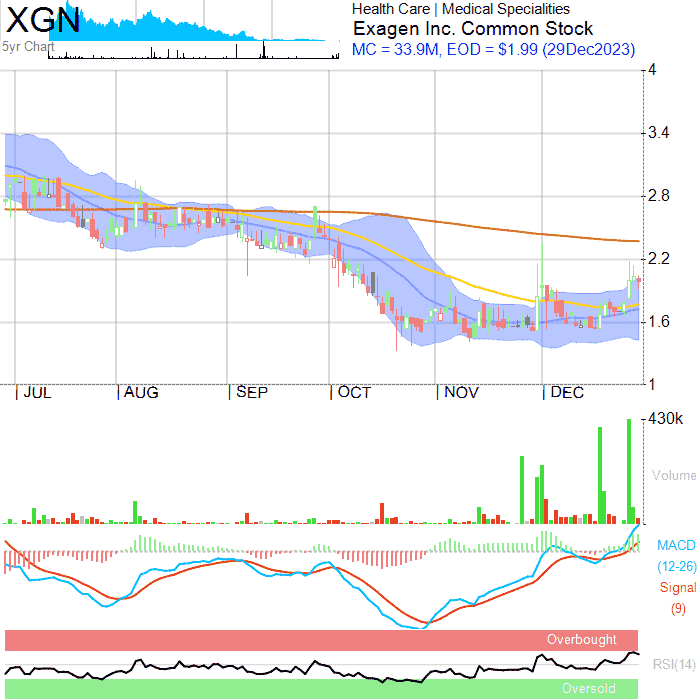 XGN
5yr Chart
Health Care | Medical Specialities
Exagen Inc. Common Stock
MC = 33.9M, EOD = $1.99 (29Dec2023)
4
3.4
2.8
2.2
1.6
1
JUL AUG SEP OCT NOV DEC
430k
Volume
MACD
(12-26)
Signal
(9)
Overbought
RSI(14)
Oversold